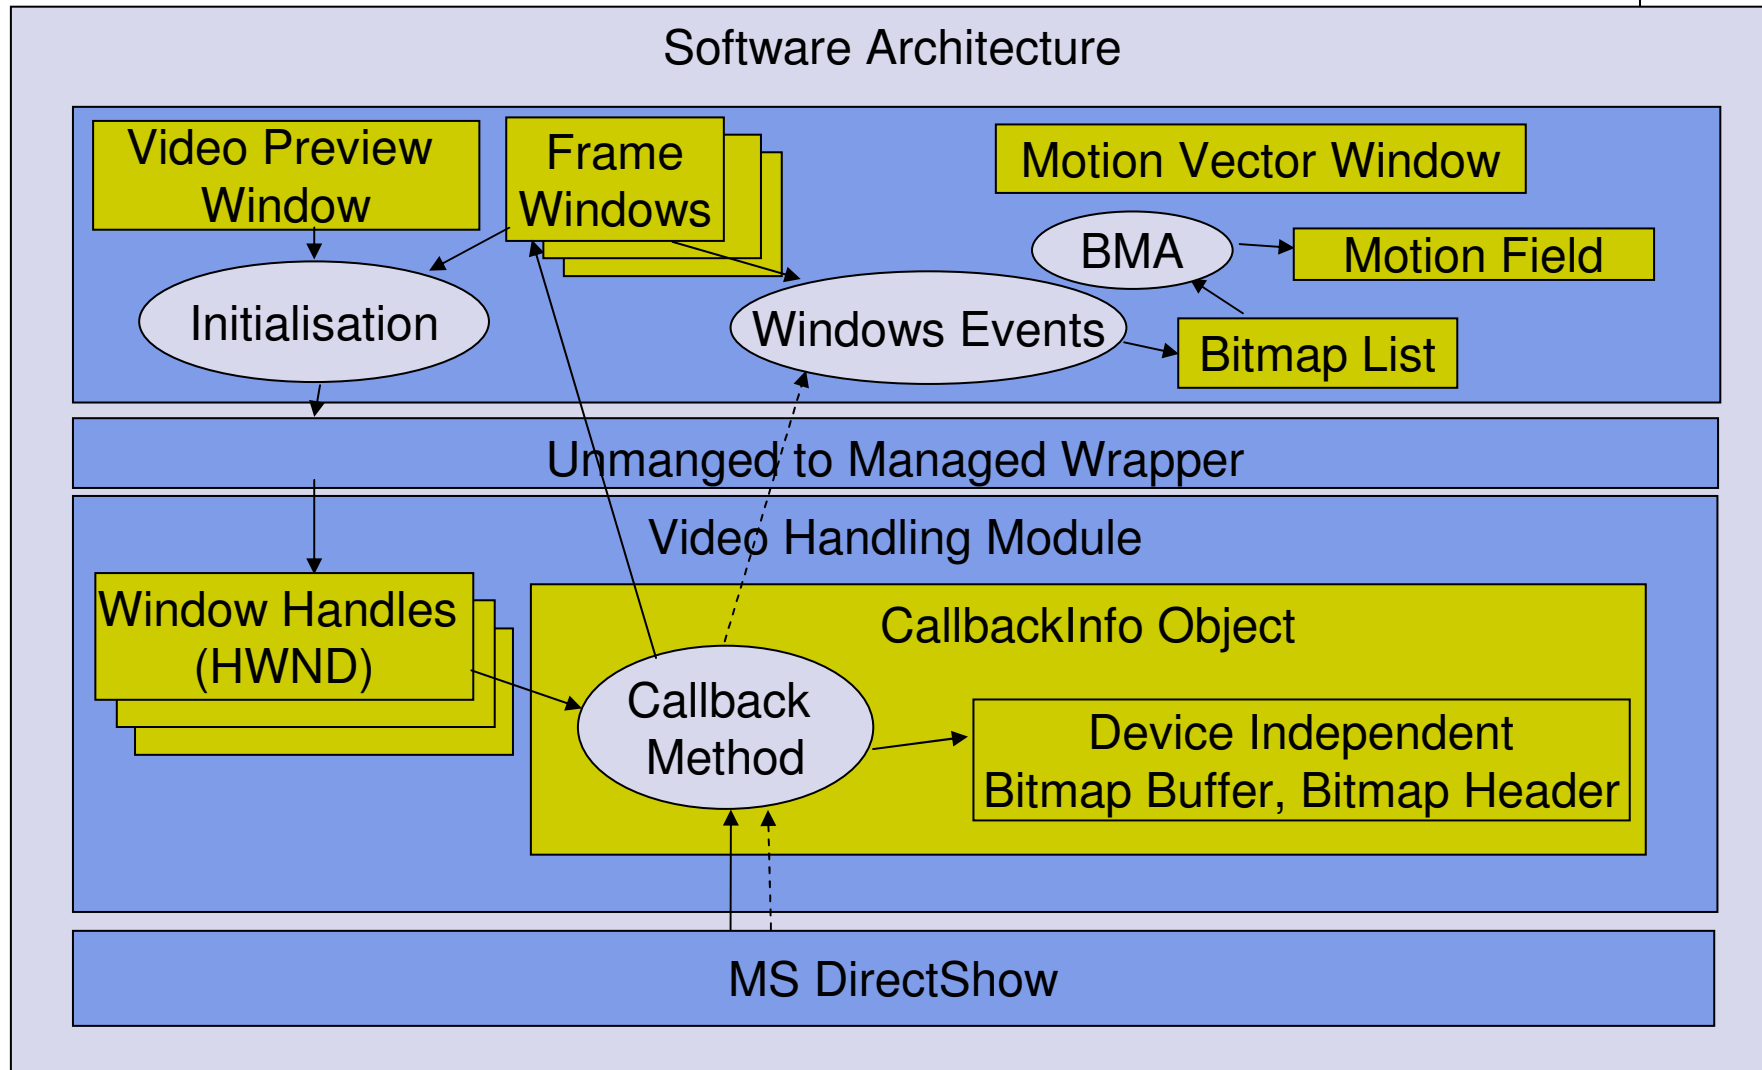 Software Architecture
Video Preview
Window
Frame
Windows
Motion Vector Window
BMA
Motion Field
Initialisation
Windows Events
Bitmap List
Unmanged to Managed Wrapper
Video Handling Module
Window Handles
(HWND)
CallbackInfo Object
Callback
Method
Device Independent
Bitmap Buffer, Bitmap Header
MS DirectShow